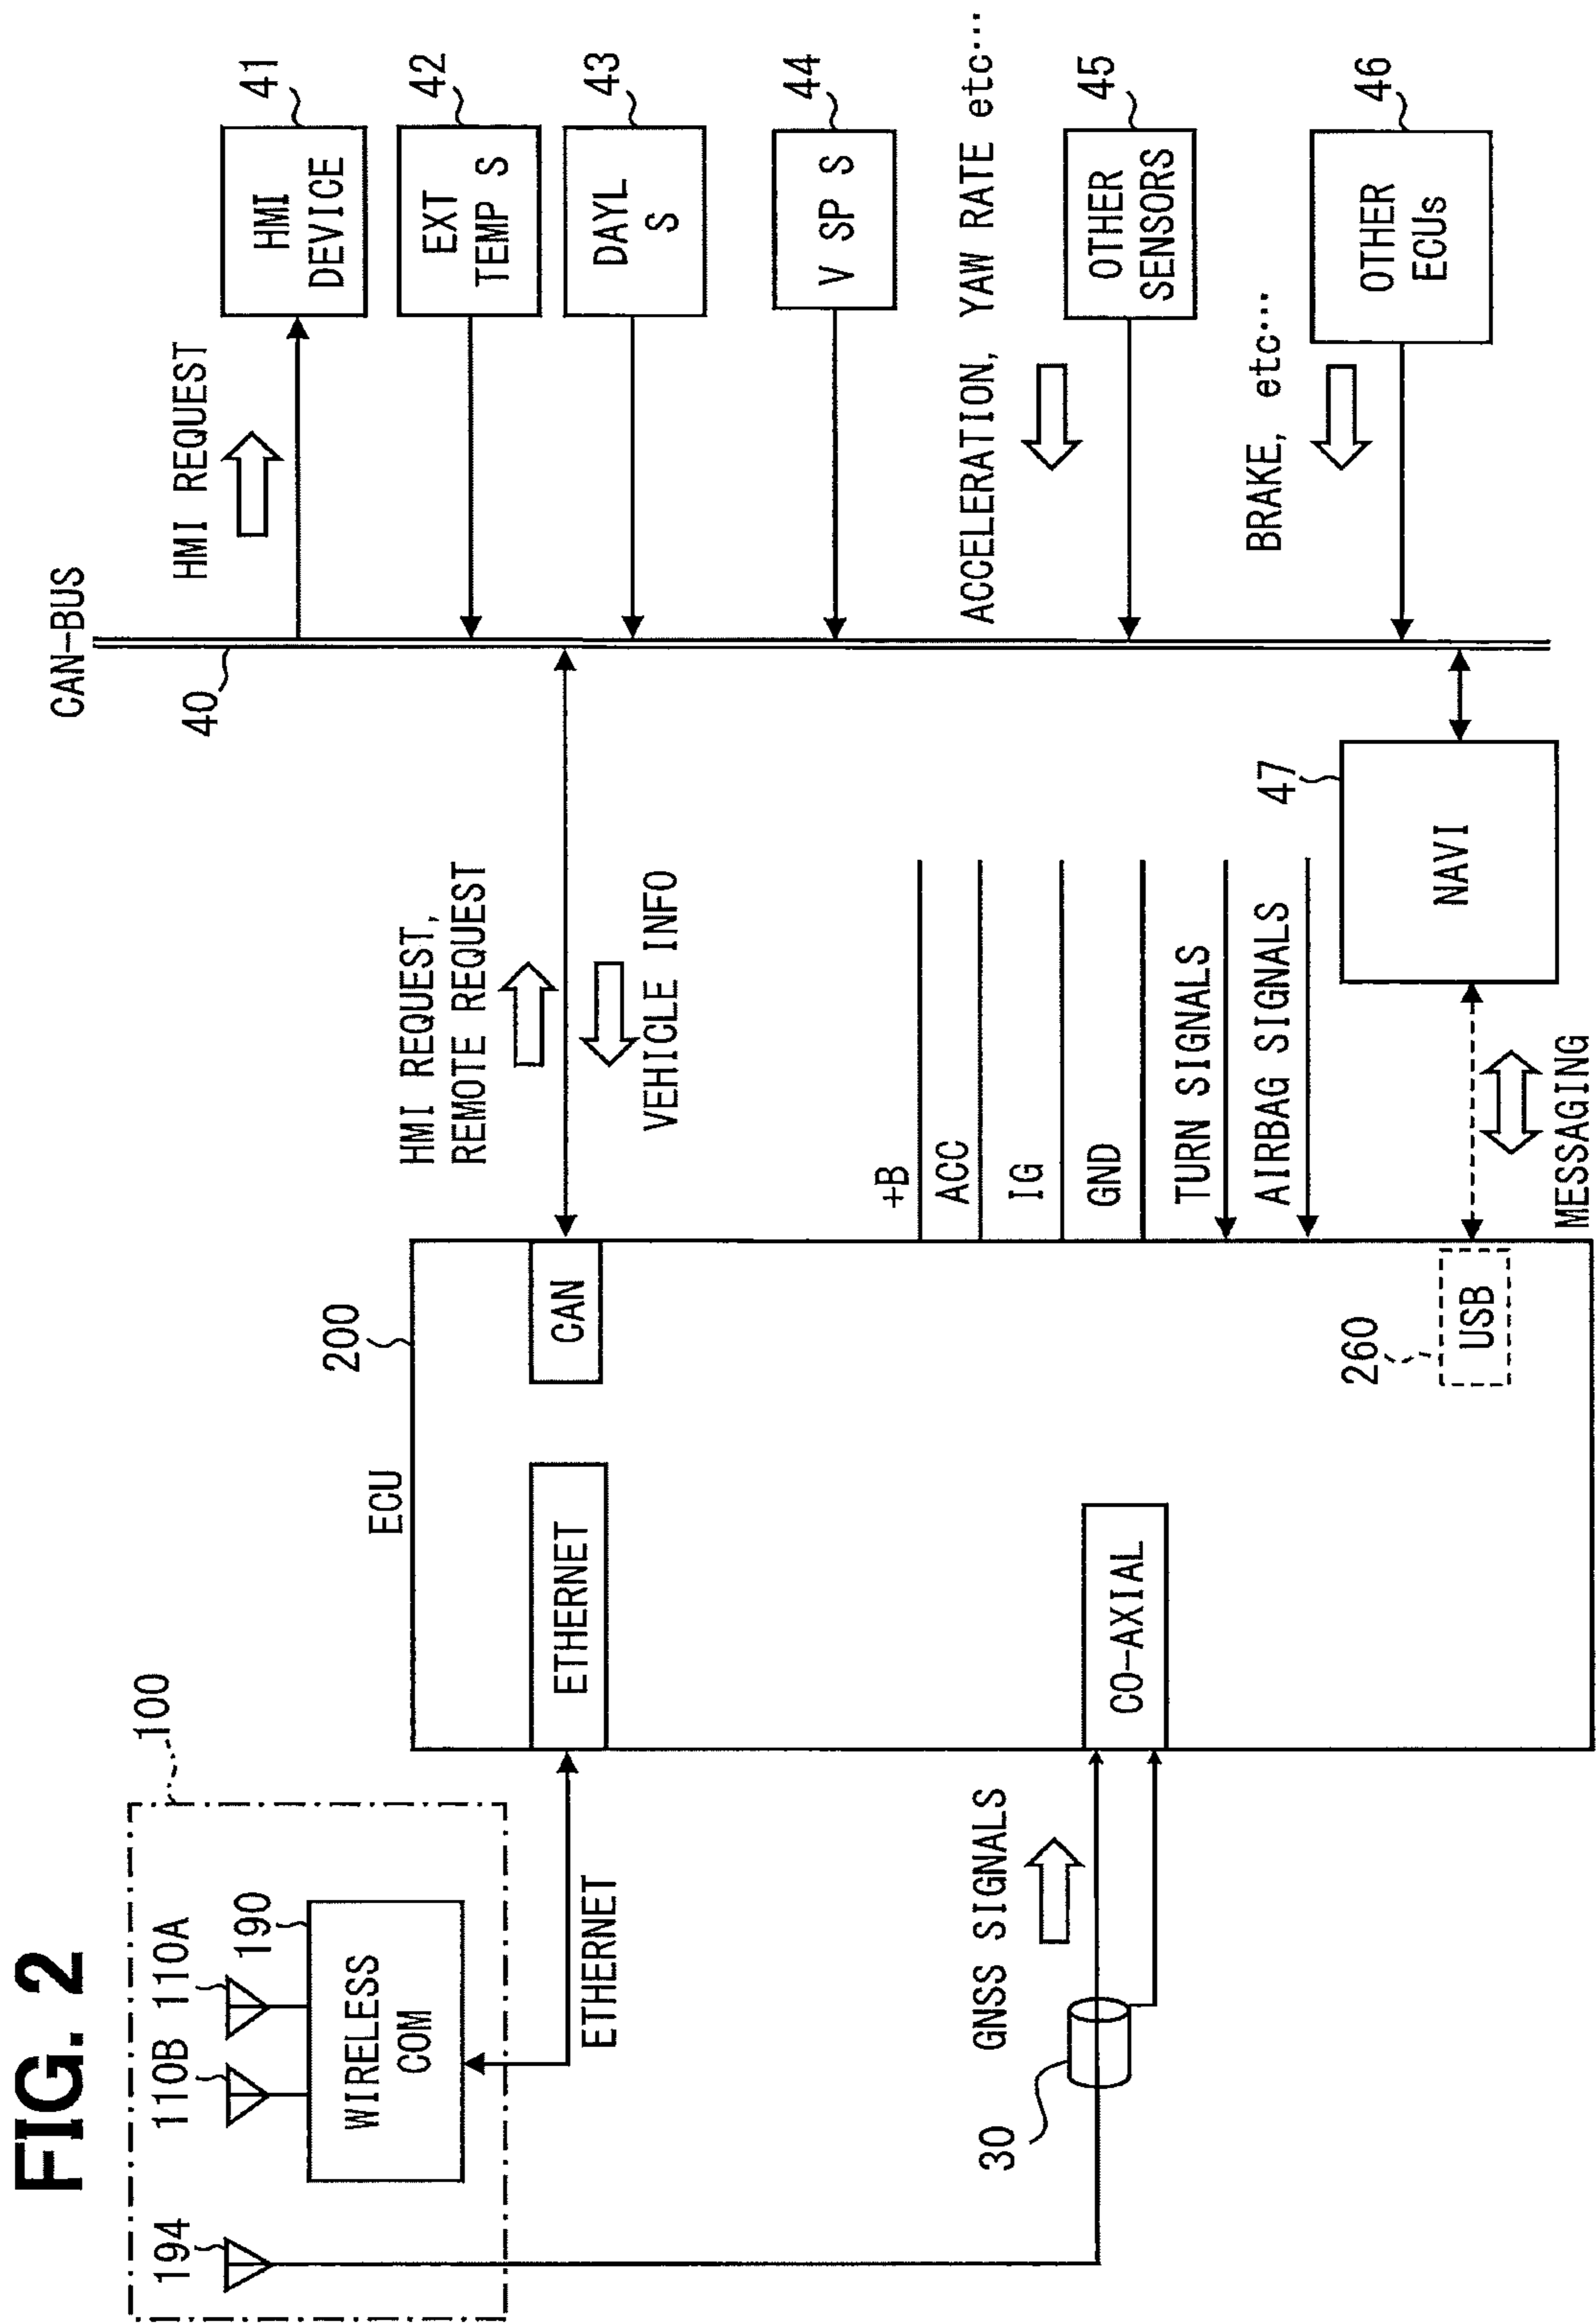 FIG. 2
100
194
110B
110A
190
WIRELESS
COM
ETHERNET
30
GNSS SIGNALS
ECU
200
ETHERNET
CAN
CO-AXIAL
260
USB
HMI REQUEST,
REMOTE REQUEST
VEHICLE INFO
+B
ACC
IG
GND
TURN SIGNALS
AIRBAG SIGNALS
MESSAGING
47
NAVI
CAN-BUS
40
HMI REQUEST
41
HMI
DEVICE
42
EXT
TEMP S
43
DAYL
S
44
V SP S
ACCELERATION, YAW RATE etc···
45
OTHER
SENSORS
BRAKE, etc···
46
OTHER
ECUs